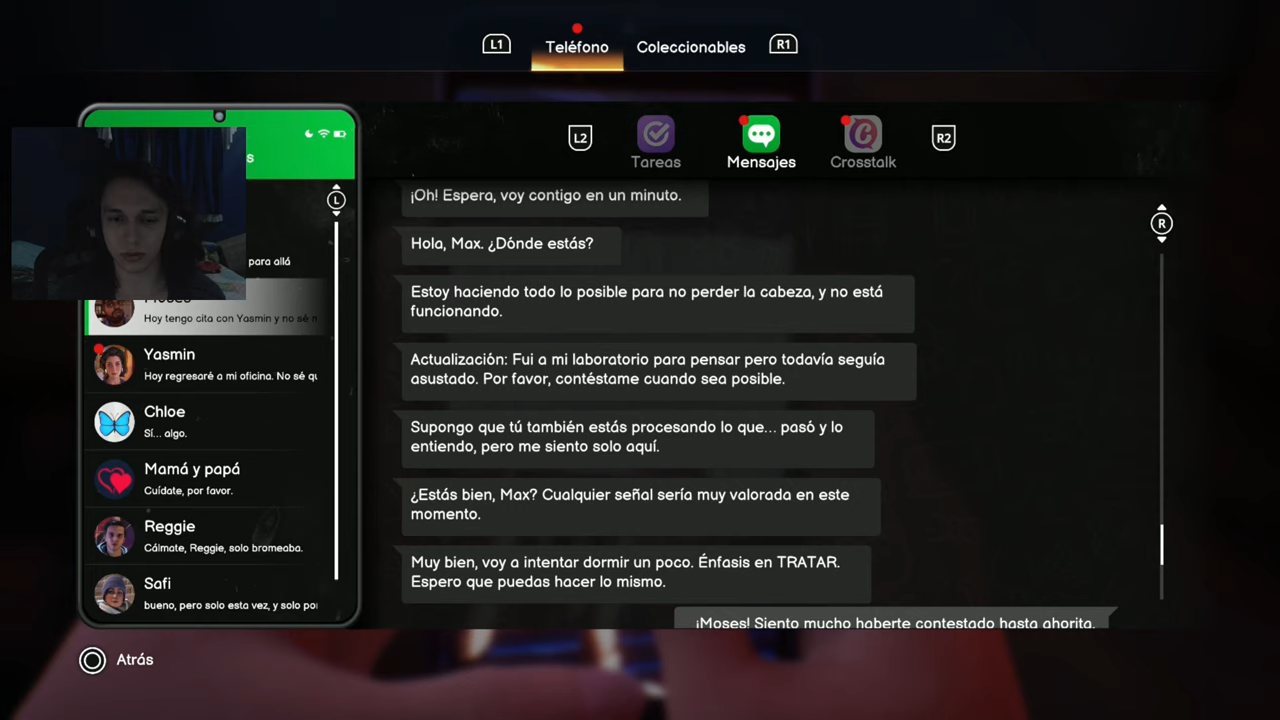 L1
Teléfono
Coleccionables
R1
L2
Tareas
Mensajes
Crosstalk
R2
L
R
para allá
Hoy tengo cita con Yasmin y no sé
Yasmin
Hoy regresaré a mi oficina. No sé
Chloe
Sí... algo.
Mamá y papá
Cuídate, por favor.
Reggie
Cálmate, Reggie, solo bromeaba.
Safi
bueno, pero solo esta vez, y solo
¡Oh! Espera, voy contigo en un minuto.
Hola, Max. ¿Dónde estás?
Estoy haciendo todo lo posible para no perder la cabeza, y no está
funcionando.
Actualización: Fui a mi laboratorio para pensar pero todavía seguía
asustado. Por favor, contéstame cuando sea posible.
Supongo que tú también estás procesando lo que... pasó y lo
entiendo, pero me siento solo aquí.
¿Estás bien, Max? Cualquier señal sería muy valorada en este
momento.
Muy bien, voy a intentar dormir un poco. Énfasis en TRATAR.
Espero que puedas hacer lo mismo.
¡Moses! Siento mucho haberte contestado hasta ahorita.
Atrás